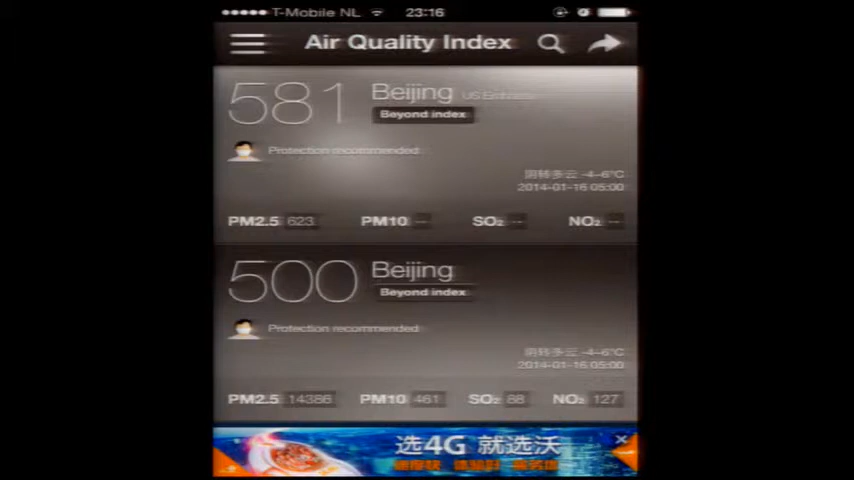 T-Mobile NL 23:16
Air Quality Index
581 Beijing US Embassy
Beyond index
Protection recommended
阴转多云 -4~6°C
2014-01-16 05:00
PM2.5 623 PM10 -- SO₂ -- NO₂ --
500 Beijing
Beyond index
Protection recommended
阴转多云 -4~6°C
2014-01-16 05:00
PM2.5 14386 PM10 461 SO₂ 88 NO₂ 127
选4G 就选沃